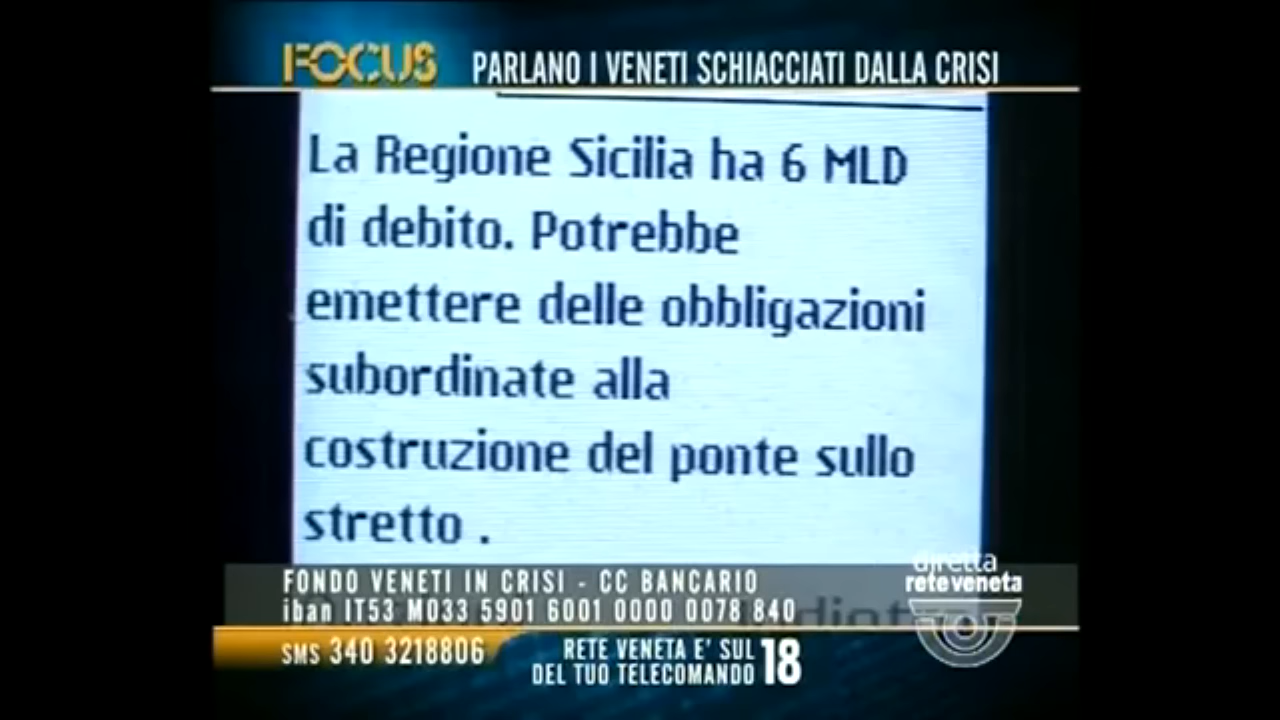 FOCUS PARLANO I VENETI SCHIACCIATI DALLA CRISI
La Regione Sicilia ha 6 MLD
di debito. Potrebbe
emettere delle obbligazioni
subordinate alla
costruzione del ponte sullo
stretto .
diretta
reteveneta
FONDO VENETI IN CRISI - CC BANCARIO
iban IT53 M033 5901 6001 0000 0078 840
SMS 340 3218806
RETE VENETA E' SUL
DEL TUO TELECOMANDO 18